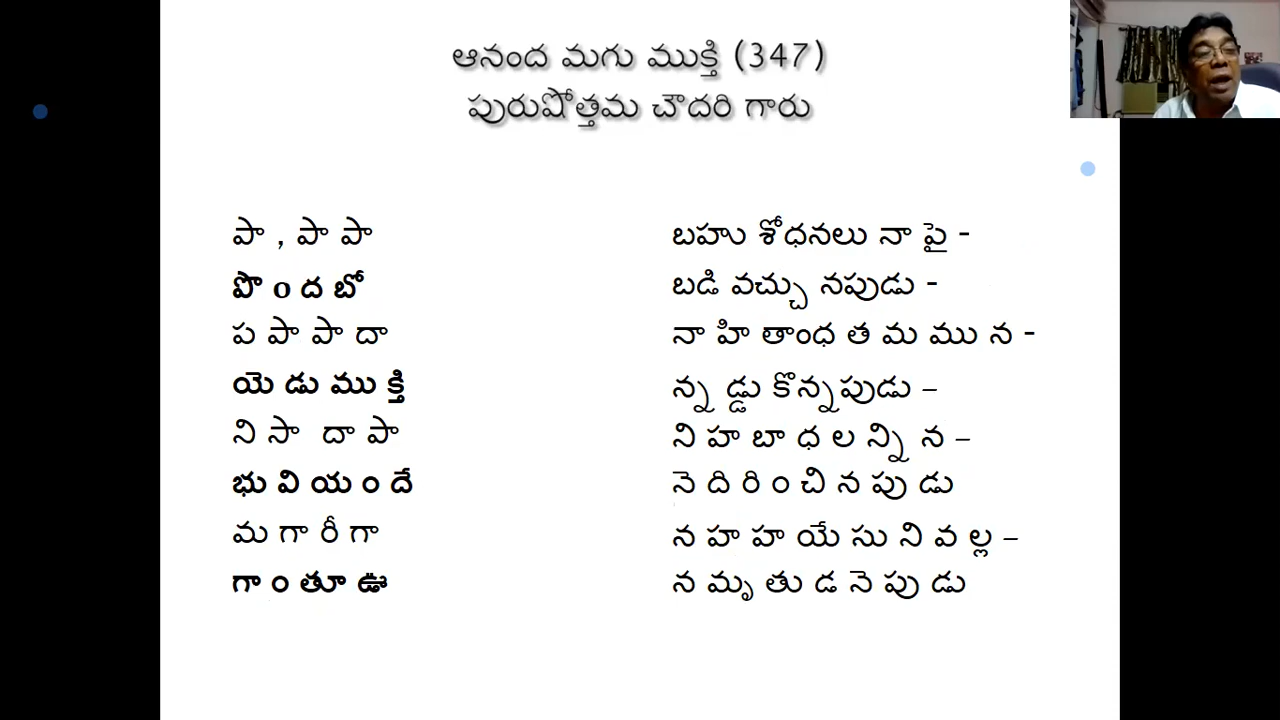 ఆనంద మగు ముక్తి (347)
పురుషోత్తమ చౌదరి గారు
పా , పా పా
పొ ం ద బో
ప పా పా దా
యె డు ము క్తి
ని సా దా పా
భు వి య ం దే
మ గా రీ గా
గా ం తూ ఊ
బహు శోధనలు నా పై -
బడి వచ్చు నపుడు -
నా హి తాంధ త మ ము న -
న్న డ్డు కొన్నపుడు –
ని హ బా ధ ల న్ని న –
నె ది రి ం చి న పు డు
న హ హ యే సు ని వ ల్ల –
న మృ తు డ నె పు డు